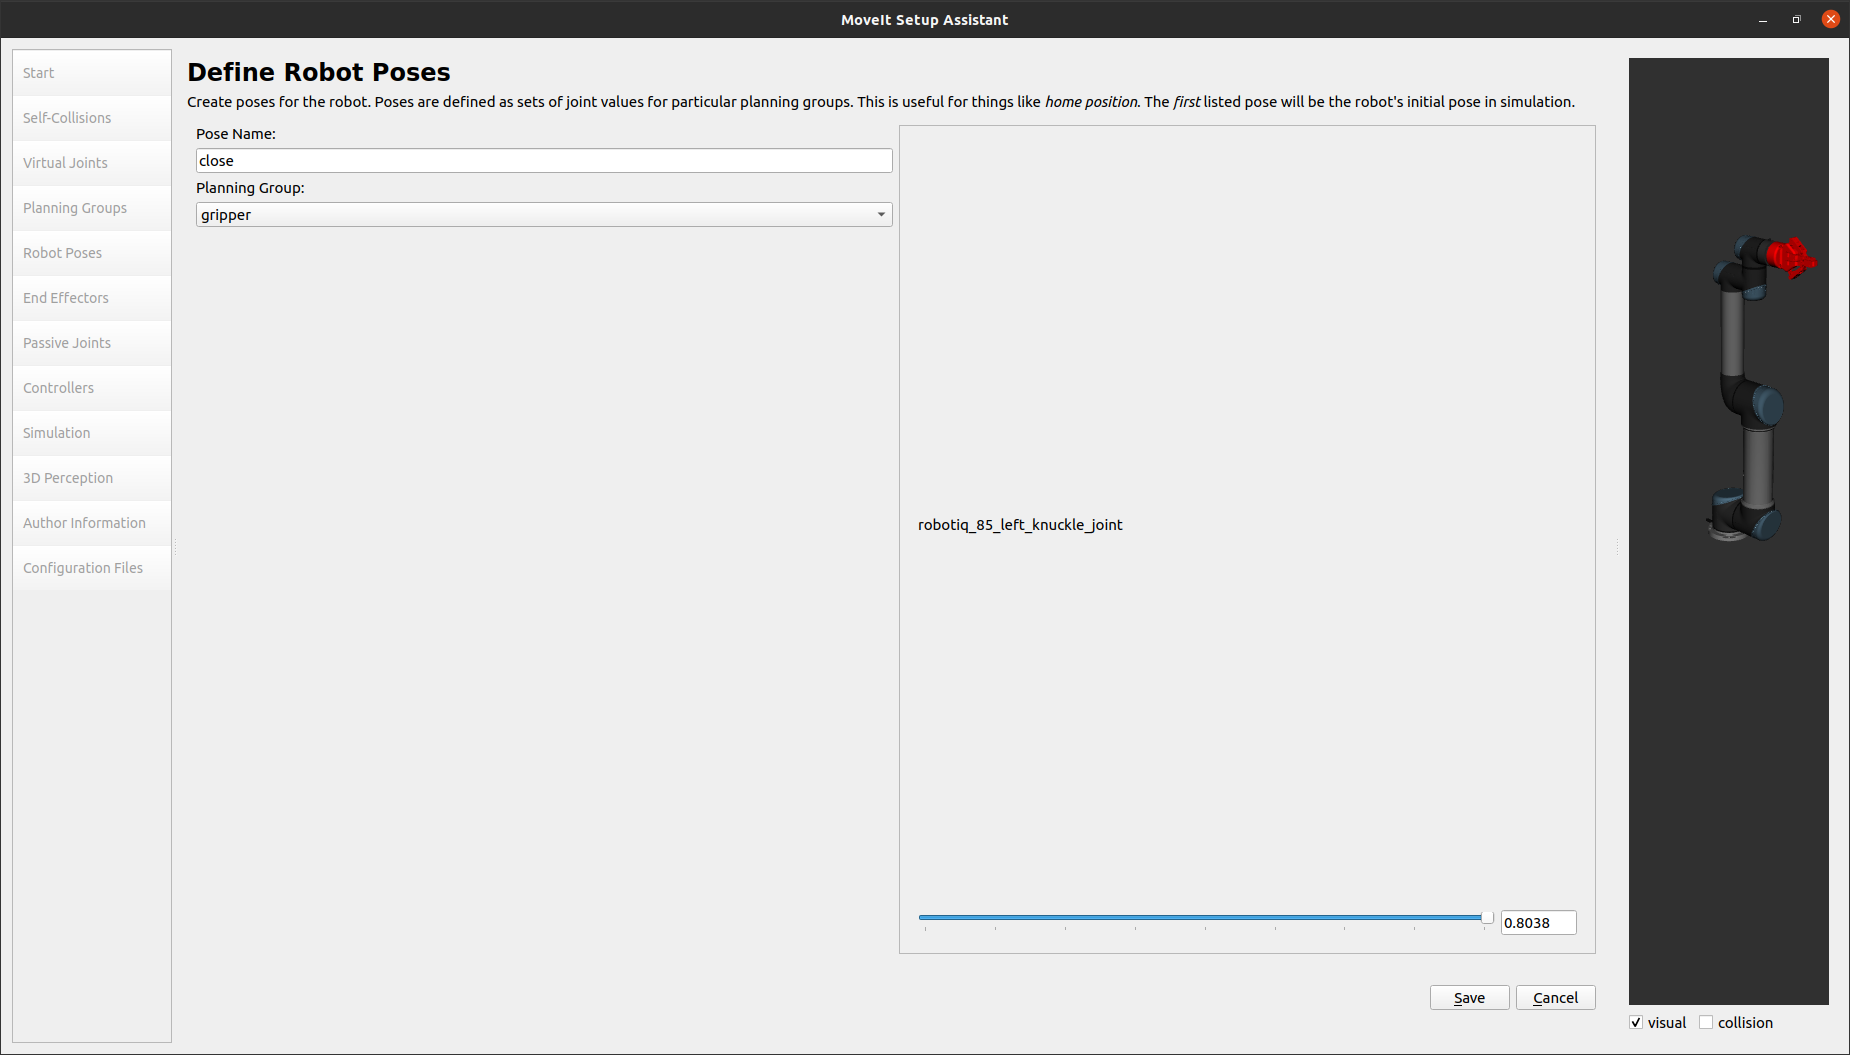 MoveIt Setup Assistant
Start
Self-Collisions
Virtual Joints
Planning Groups
Robot Poses
End Effectors
Passive Joints
Controllers
Simulation
3D Perception
Author Information
Configuration Files
Define Robot Poses
Create poses for the robot. Poses are defined as sets of joint values for particular planning groups. This is useful for things like home position. The first listed pose will be the robot's initial pose in simulation.
Pose Name:
close
Planning Group:
gripper
robotiq_85_left_knuckle_joint
0.8038
Save
Cancel
visual
collision